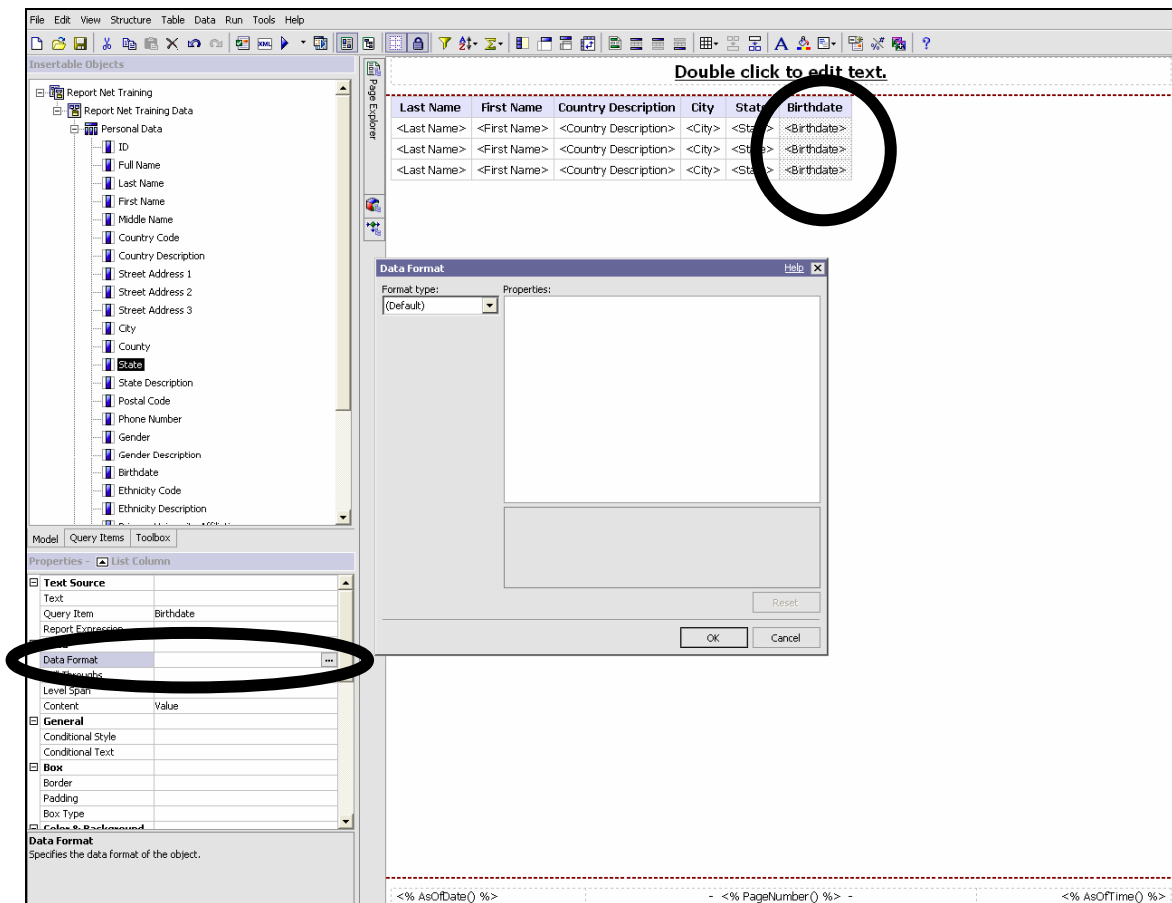 File Edit View Structure Table Data Run Tools Help
Insertable Objects
Report Net Training
Report Net Training Data
Personal Data
ID
Full Name
Last Name
First Name
Middle Name
Country Code
Country Description
Street Address 1
Street Address 2
Street Address 3
City
County
State
State Description
Postal Code
Phone Number
Gender
Gender Description
Birthdate
Ethnicity Code
Ethnicity Description
Model Query Items Toolbox
Properties - List Column
Text Source
Text
Query Item Birthdate
Report Expression
Data Format ...
Level Span
Content Value
General
Conditional Style
Conditional Text
Box
Border
Padding
Box Type
Color & Background
Data Format
Specifies the data format of the object.
Page Explorer
Double click to edit text.
Last Name First Name Country Description City State Birthdate
<Last Name> <First Name> <Country Description> <City> <State> <Birthdate>
<Last Name> <First Name> <Country Description> <City> <State> <Birthdate>
<Last Name> <First Name> <Country Description> <City> <State> <Birthdate>
Data Format Help
Format type: Properties:
(Default)
Reset
OK Cancel
<% AsOfDate() %> - <% PageNumber() %> - <% AsOfTime() %>